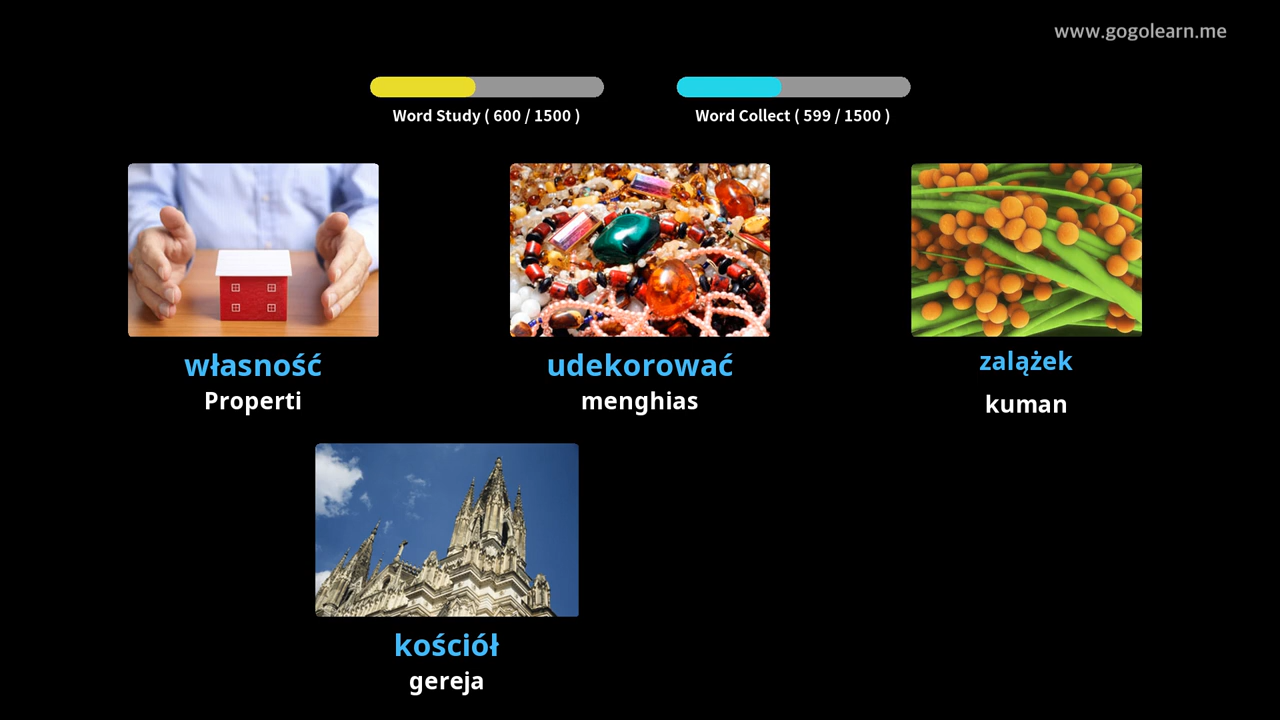 www.gogolearn.me
Word Study ( 600 / 1500 )
Word Collect ( 599 / 1500 )
własność
Properti
udekorować
menghias
zalążek
kuman
kościół
gereja